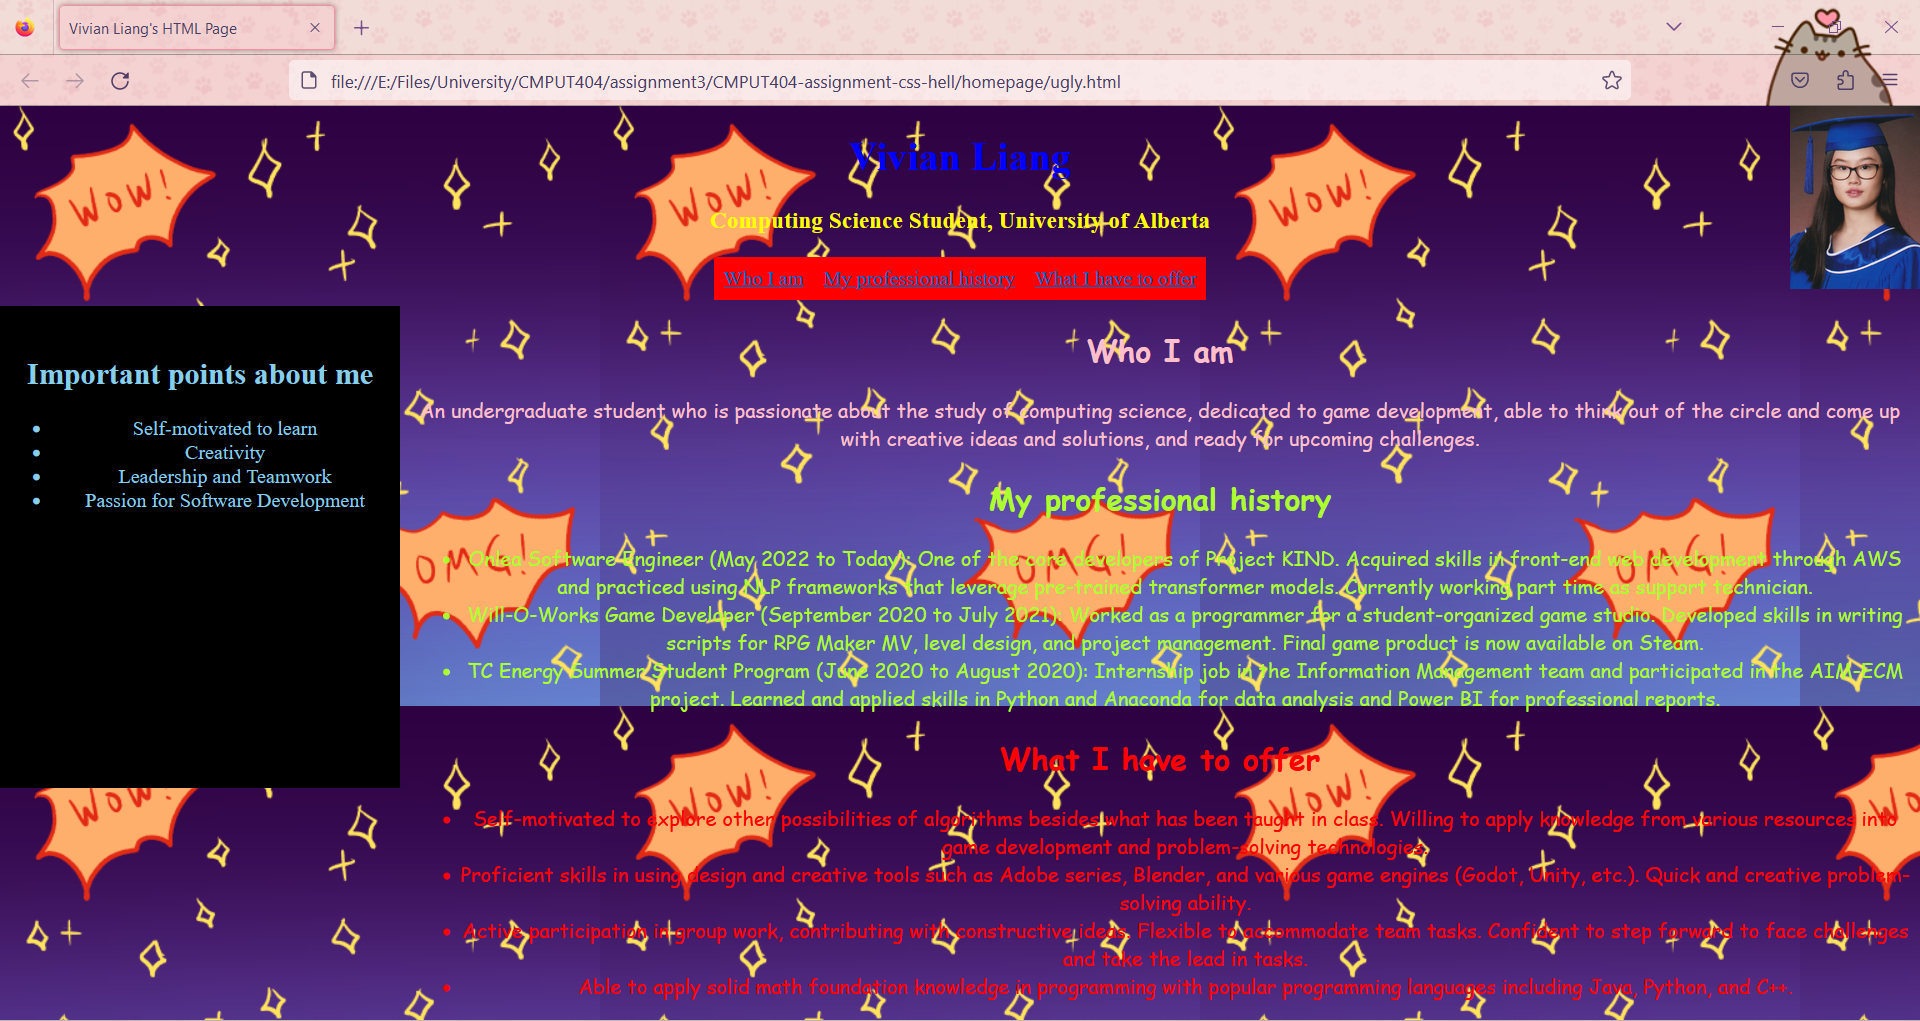 Vivian Liang's HTML Page
file:///E:/Files/University/CMPUT404/assignment3/CMPUT404-assignment-css-hell/homepage/ugly.html
WOW!
WOW!
WOW!
Vivian Liang
Computing Science Student, University of Alberta
Who I am My professional history What I have to offer
Important points about me
• Self-motivated to learn
• Creativity
• Leadership and Teamwork
• Passion for Software Development
Who I am
An undergraduate student who is passionate about the study of computing science, dedicated to game development, able to think out of the circle and come up
with creative ideas and solutions, and ready for upcoming challenges.
My professional history
OMG!
OMG!
OMG!
• Onlea Software Engineer (May 2022 to Today): One of the core developers of Project KIND. Acquired skills in front-end web development through AWS
and practiced using NLP frameworks that leverage pre-trained transformer models. Currently working part time as support technician.
• Will-O-Works Game Developer (September 2020 to July 2021): Worked as a programmer for a student-organized game studio. Developed skills in writing
scripts for RPG Maker MV, level design, and project management. Final game product is now available on Steam.
• TC Energy Summer Student Program (June 2020 to August 2020): Internship job in the Information Management team and participated in the AIM-ECM
project. Learned and applied skills in Python and Anaconda for data analysis and Power BI for professional reports.
What I have to offer
WOW!
WOW!
WOW!
WO
• Self-motivated to explore other possibilities of algorithms besides what has been taught in class. Willing to apply knowledge from various resources into
game development and problem-solving technologies.
• Proficient skills in using design and creative tools such as Adobe series, Blender, and various game engines (Godot, Unity, etc.). Quick and creative problem-
solving ability.
• Active participation in group work, contributing with constructive ideas. Flexible to accommodate team tasks. Confident to step forward to face challenges
and take the lead in tasks.
• Able to apply solid math foundation knowledge in programming with popular programming languages including Java, Python, and C++.